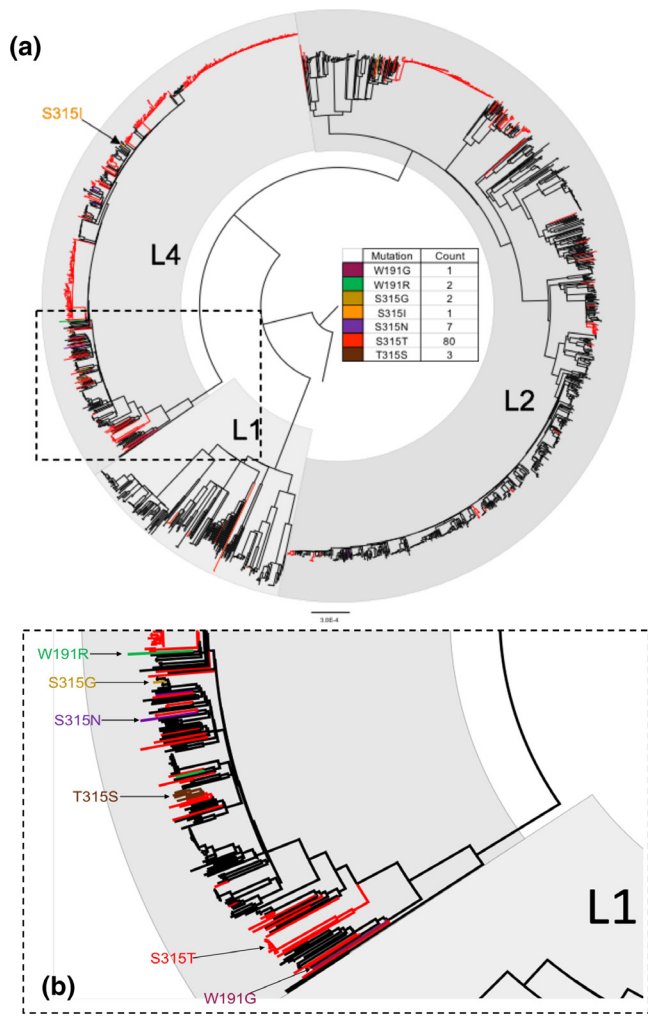 (a)
S315I
L4
Mutation Count
W191G 1
W191R 2
S315G 2
S315I 1
S315N 7
S315T 80
T315S 3
L2
L1
3.0E-4
W191R
S315G
S315N
T315S
L1
S315T
(b)
W191G